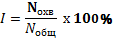 I = Nохв / Nобщ x 100%